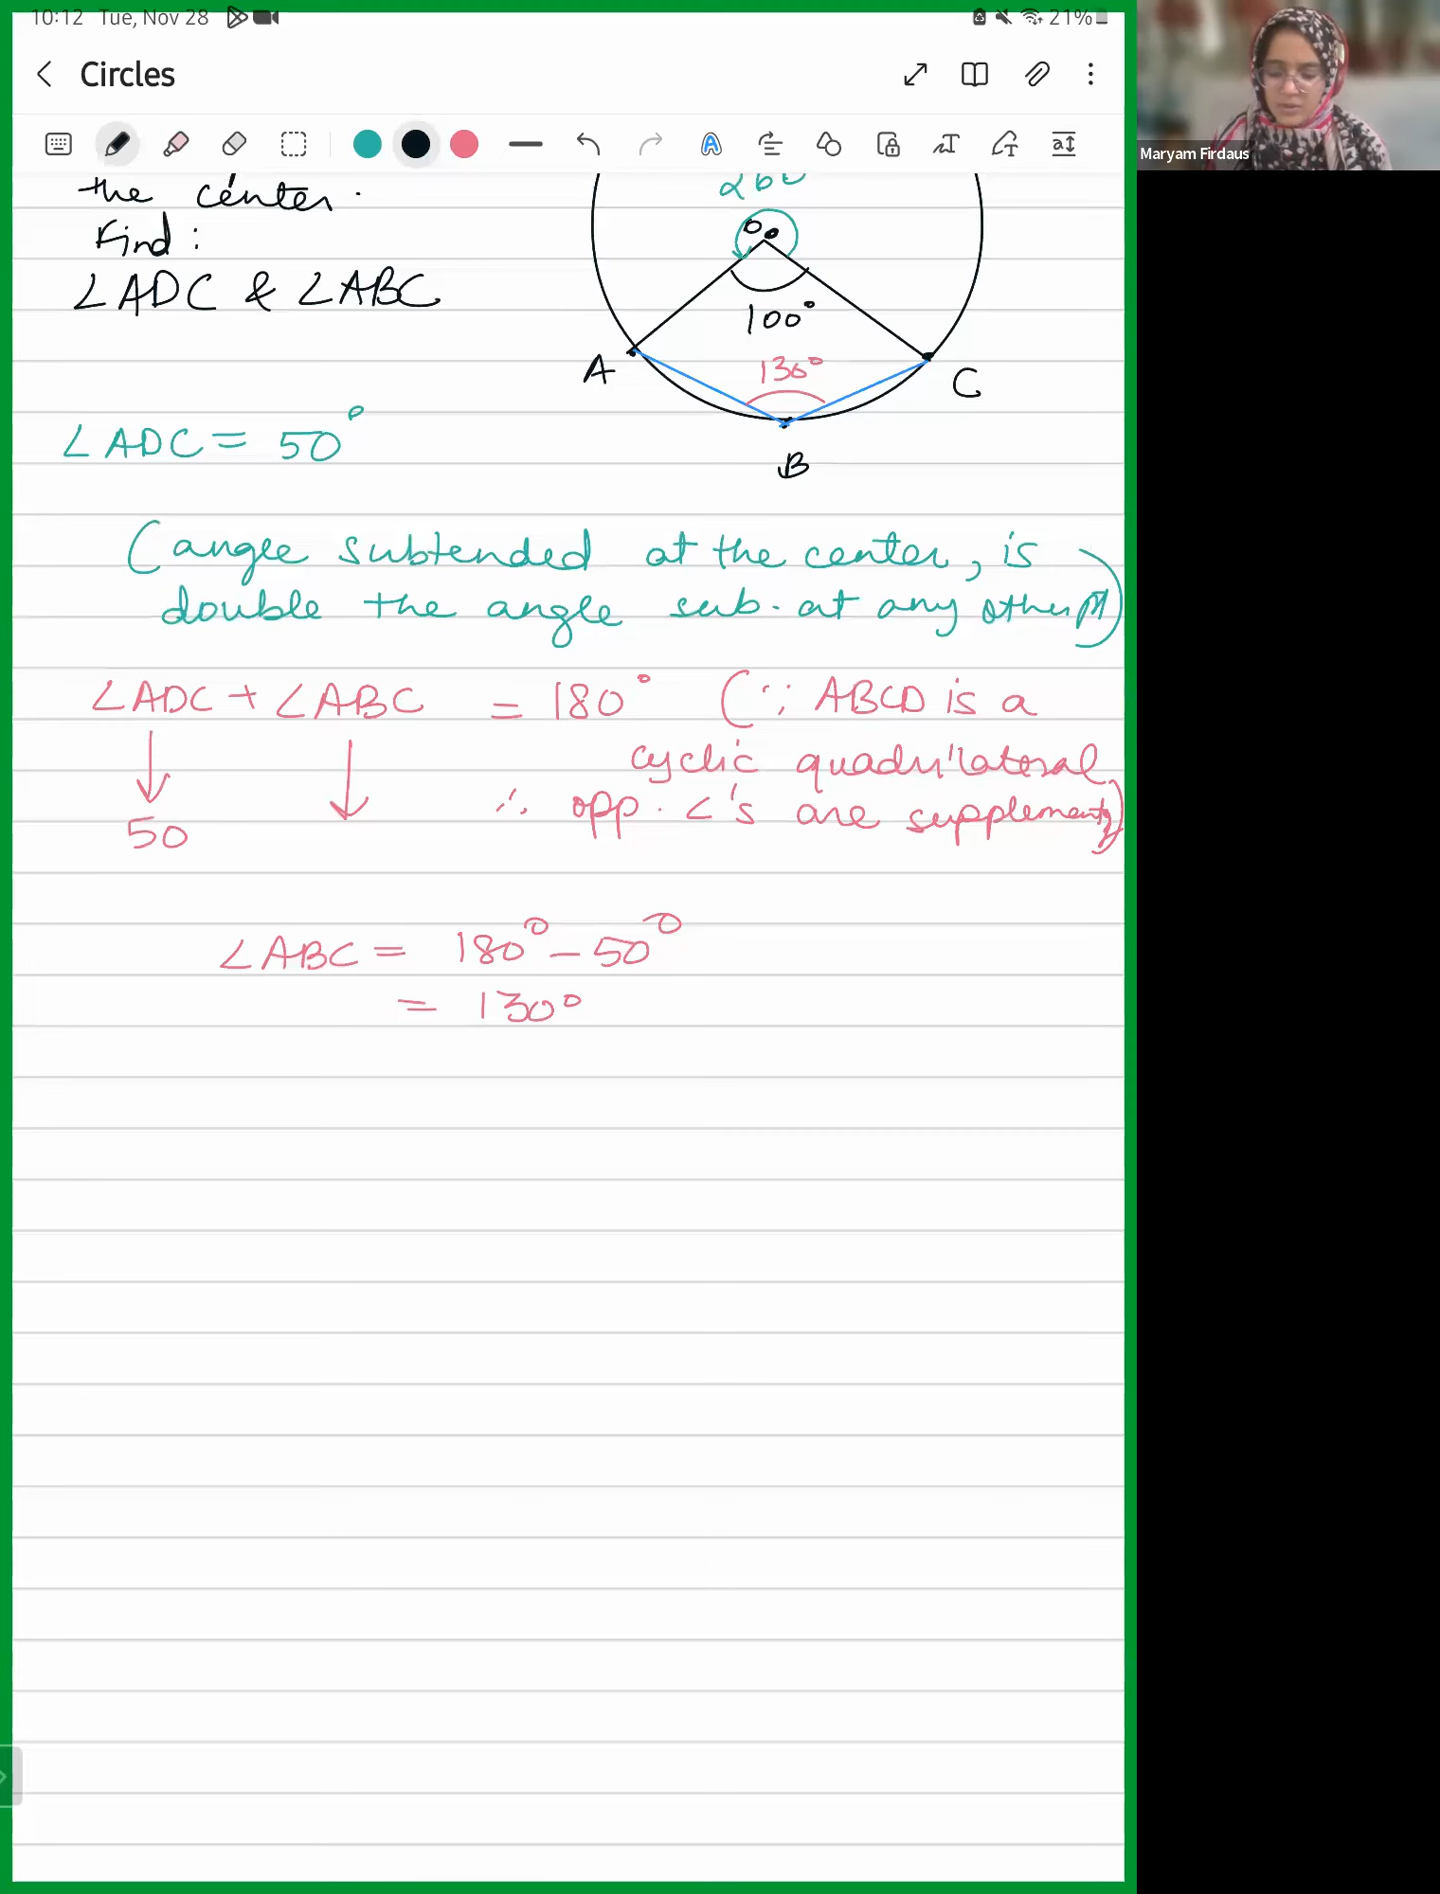 10:12 Tue, Nov 28
21%
Circles
Maryam Firdaus
the center.
Find:
∠ADC & ∠ABC
260
O
100°
130°
A
C
B
∠ADC = 50°
(angle subtended at the center, is
double the angle sub. at any other pt)
∠ADC + ∠ABC = 180° (∵ ABCD is a
cyclic quadrilateral
50
∴ opp. ∠'s are supplementary)
∠ABC = 180° – 50°
= 130°